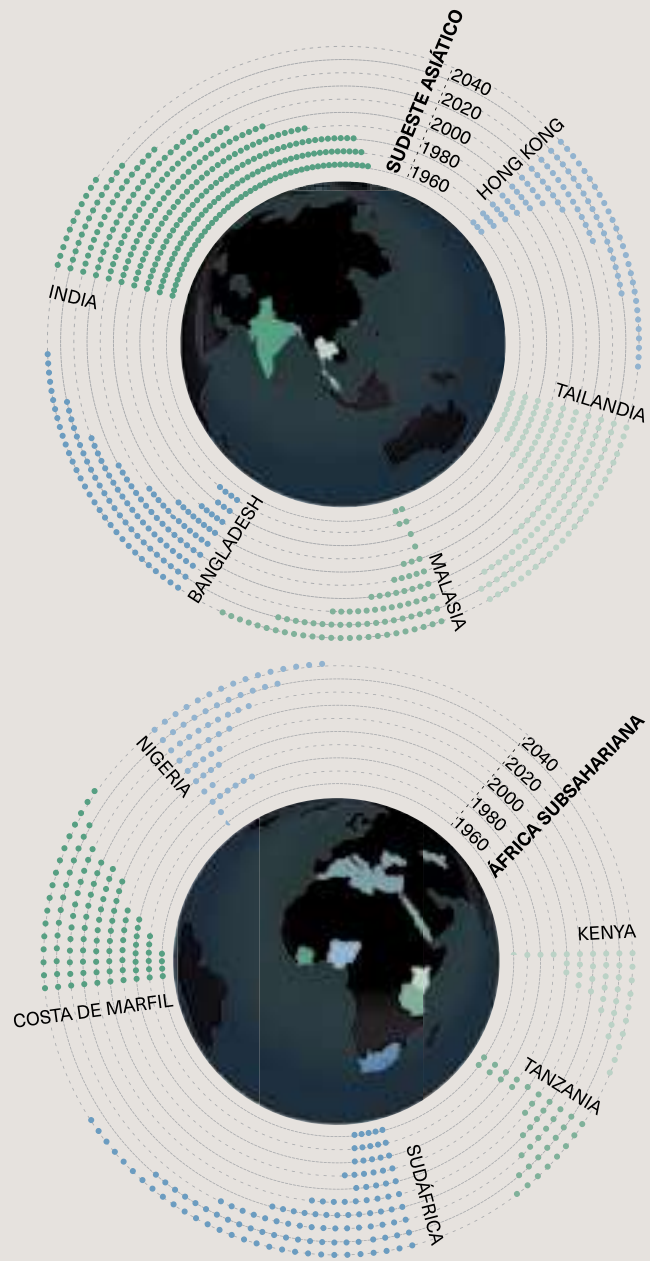 SUDESTE ASIÁTICO
2040
2020
2000
1980
1960
HONG KONG
INDIA
TAILANDIA
BANGLADESH
MALASIA
NIGERIA
2040
2020
2000
1980
1960
ÁFRICA SUBSAHARIANA
KENYA
COSTA DE MARFIL
TANZANIA
SUDÁFRICA